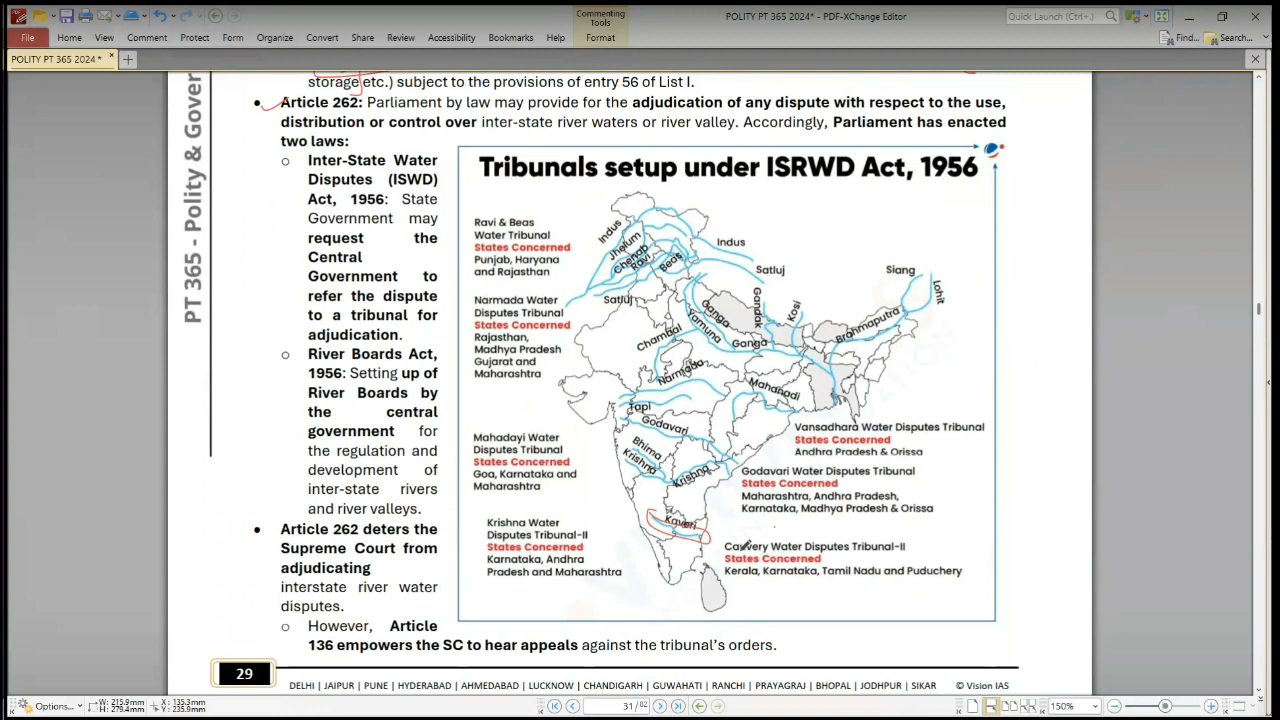 Commenting
Tools
POLITY PT 365 2024* - PDF-XChange Editor
Quick Launch (Ctrl+.)
File
Home
View
Comment
Protect
Form
Organize
Convert
Share
Review
Accessibility
Bookmarks
Help
Format
Find...
Search...
POLITY PT 365 2024 *
PT 365 - Polity & Gover
storage etc.) subject to the provisions of entry 56 of List I.
• Article 262: Parliament by law may provide for the adjudication of any dispute with respect to the use,
distribution or control over inter-state river waters or river valley. Accordingly, Parliament has enacted
two laws:
o Inter-State Water
Disputes (ISWD)
Act, 1956: State
Government may
request the
Central
Government to
refer the dispute
to a tribunal for
adjudication.
o River Boards Act,
1956: Setting up of
River Boards by
the central
government for
the regulation and
development of
inter-state rivers
and river valleys.
• Article 262 deters the
Supreme Court from
adjudicating
interstate river water
disputes.
o However, Article
136 empowers the SC to hear appeals against the tribunal's orders.
Tribunals setup under ISRWD Act, 1956
Ravi & Beas
Water Tribunal
States Concerned
Punjab, Haryana
and Rajasthan
Narmada Water
Disputes Tribunal
States Concerned
Rajasthan,
Madhya Pradesh
Gujarat and
Maharashtra
Mahadayi Water
Disputes Tribunal
States Concerned
Goa, Karnataka and
Maharashtra
Krishna Water
Disputes Tribunal-II
States Concerned
Karnataka, Andhra
Pradesh and Maharashtra
Indus
Jhelum
Chenab
Ravi
Beas
Satluj
Indus
Satluj
Ganga
Yamuna
Gandak
Kosi
Ganga
Chambal
Siang
Lohit
Brahmaputra
Narmada
Tapi
Mahanadi
Godavari
Bhima
Krishna
Krishna
Kaveri
Vansadhara Water Disputes Tribunal
States Concerned
Andhra Pradesh & Orissa
Godavari Water Disputes Tribunal
States Concerned
Maharashtra, Andhra Pradesh,
Karnataka, Madhya Pradesh & Orissa
Cauvery Water Disputes Tribunal-II
States Concerned
Kerala, Karnataka, Tamil Nadu and Puduchery
29
DELHI | JAIPUR | PUNE | HYDERABAD | AHMEDABAD | LUCKNOW | CHANDIGARH | GUWAHATI | RANCHI | PRAYAGRAJ | BHOPAL | JODHPUR | SIKAR © Vision IAS
Options...
W: 215.9mm
H: 279.4mm
X: 135.3mm
Y: 235.9mm
31 / 82
150%